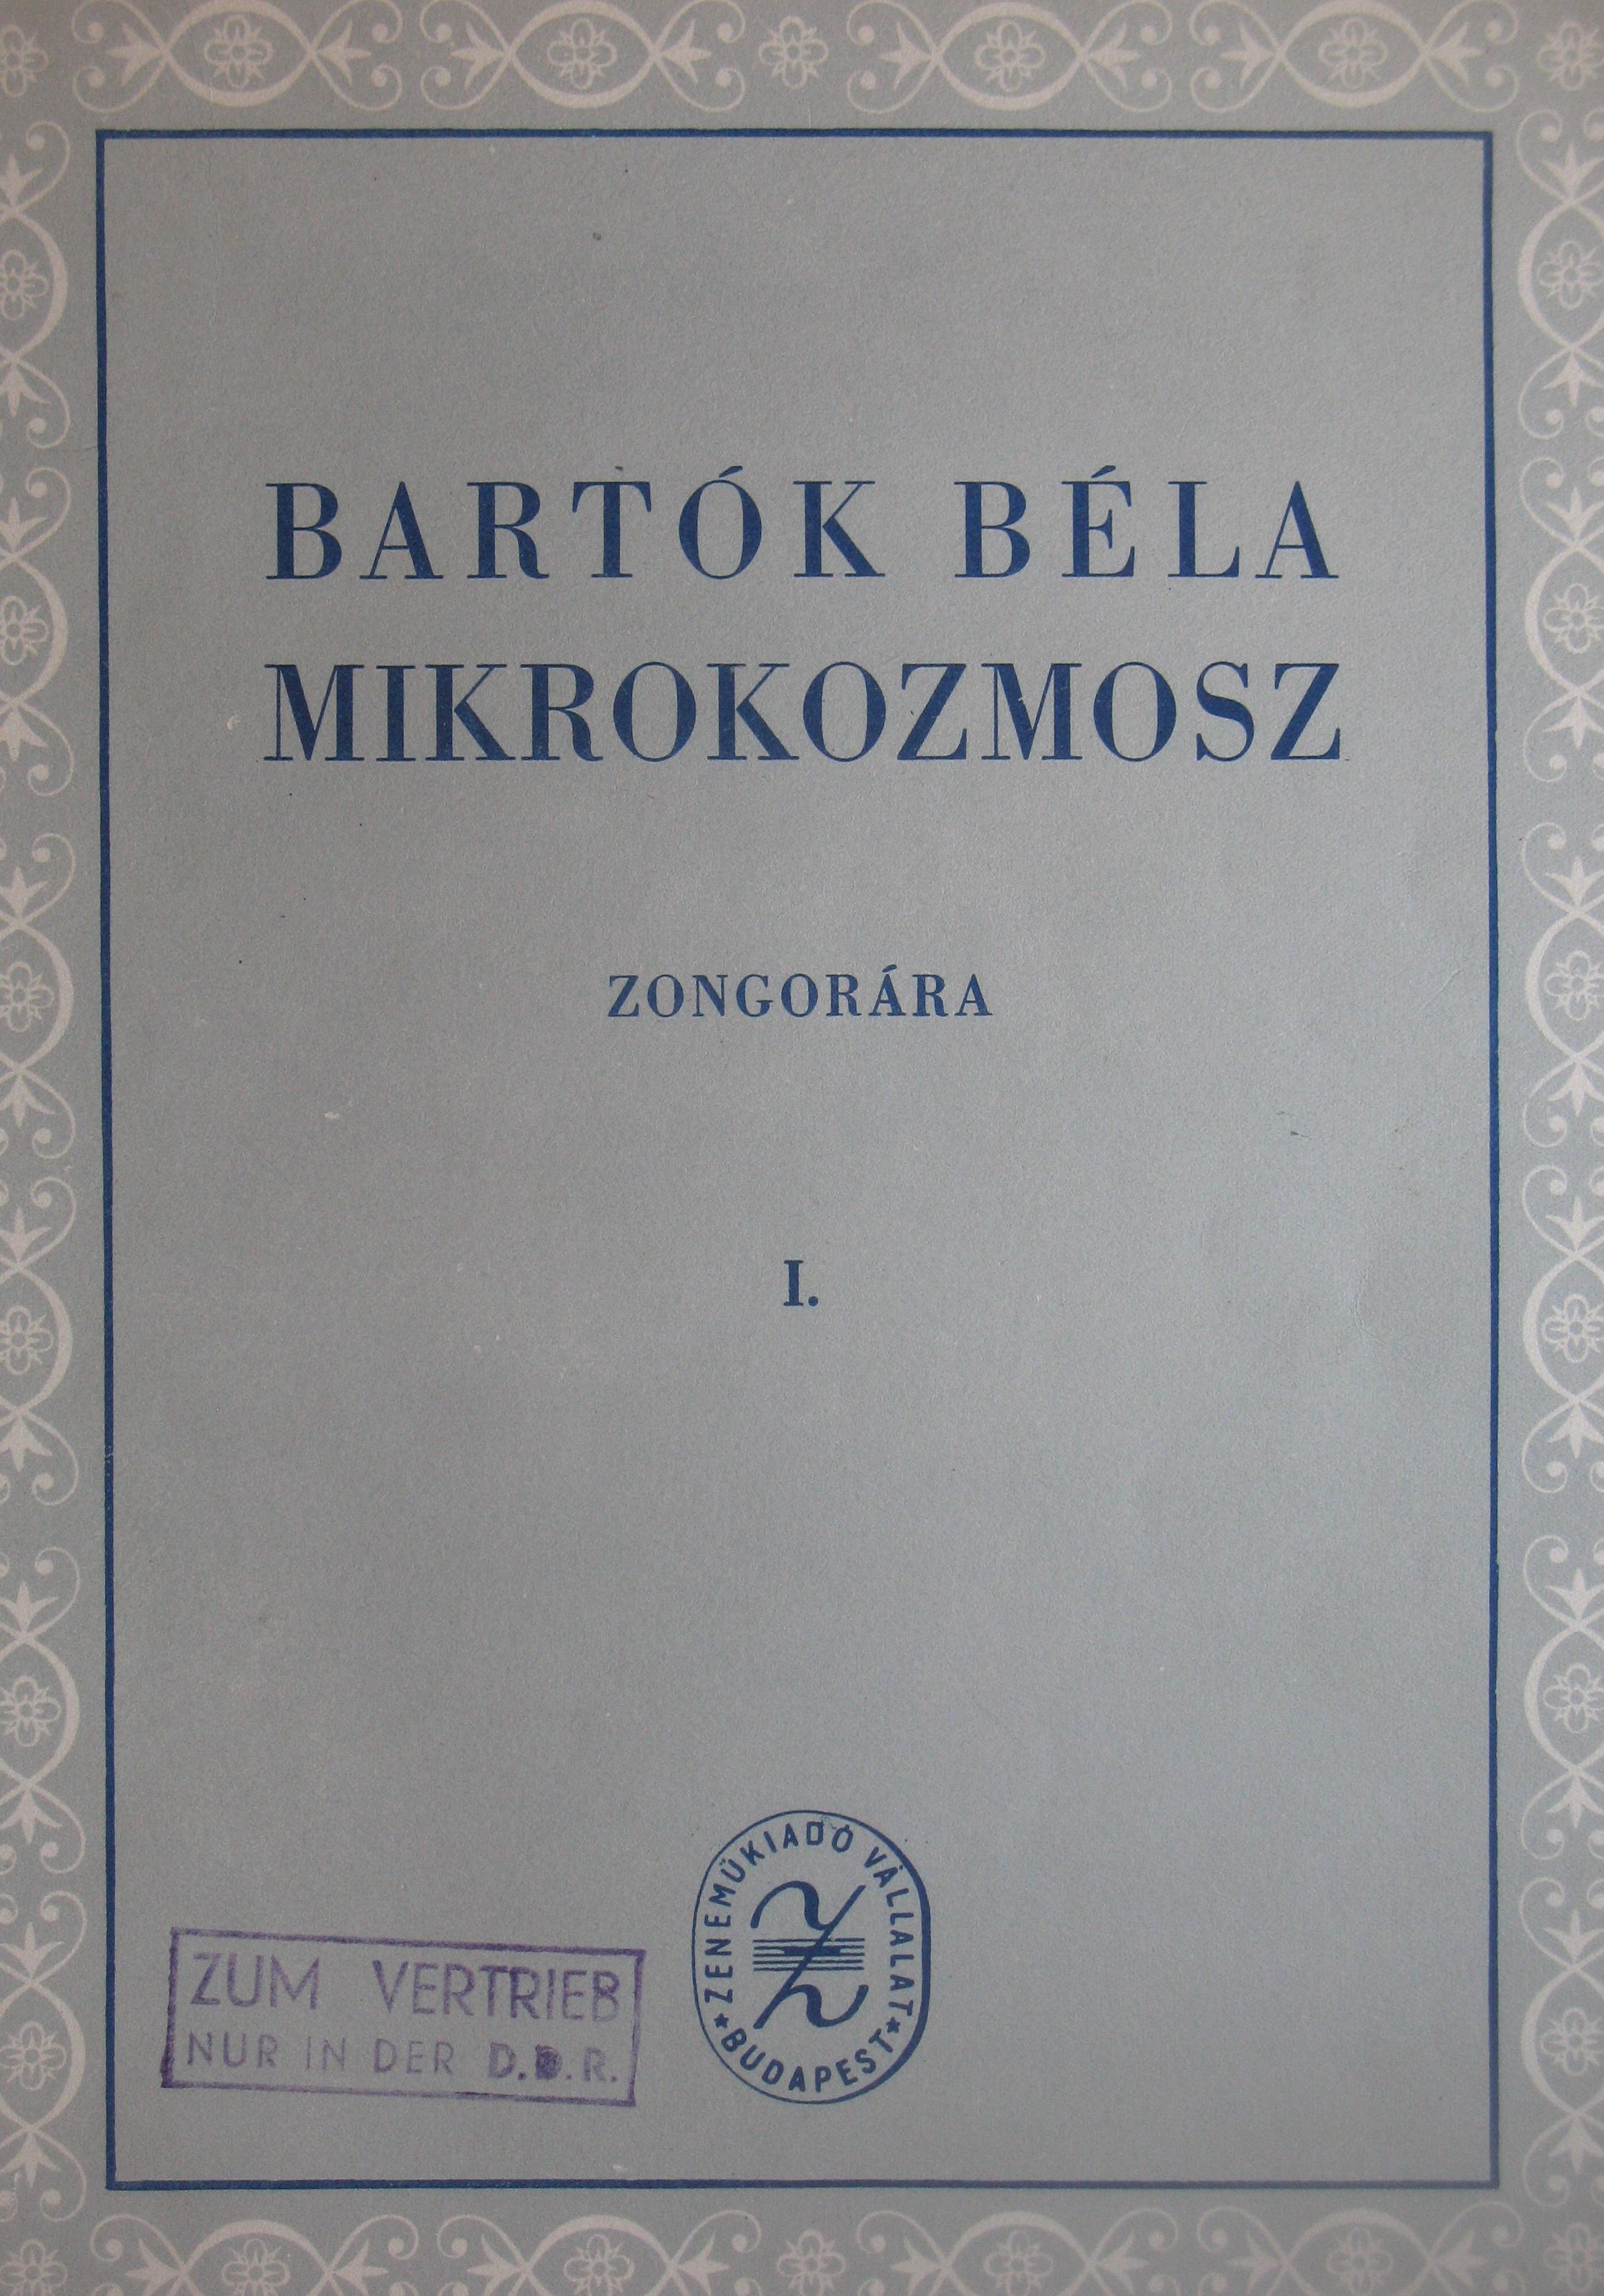 BARTÓK BÉLA
MIKROKOZMOSZ
ZONGORÁRA
I.
ZENEMŰKIADÓ VÁLLALAT
★ BUDAPEST ★
ZUM VERTRIEB
NUR IN DER D.D.R.